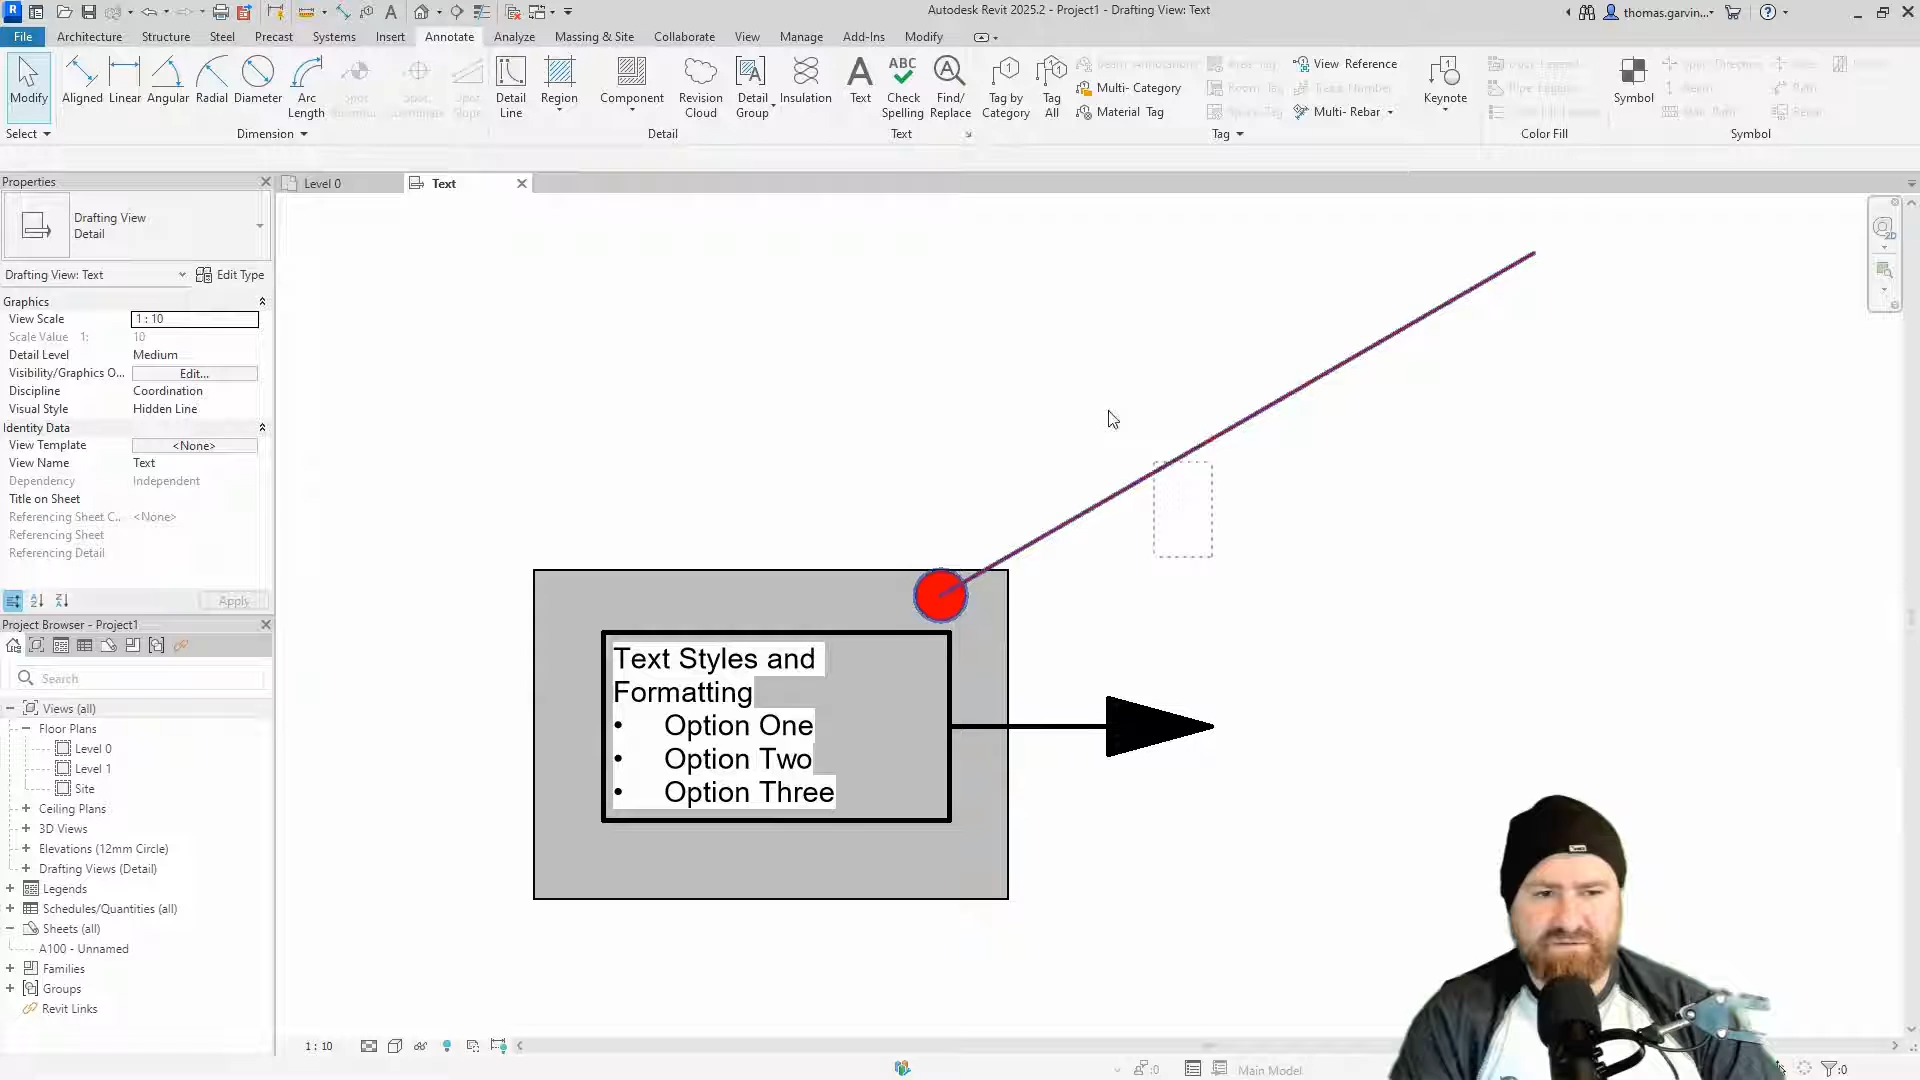 Autodesk Revit 2025.2 - Project1 - Drafting View: Text
thomas.garvin...
File Architecture Structure Steel Precast Systems Insert Annotate Analyze Massing & Site Collaborate View Manage Add-Ins Modify
Modify
Aligned Linear Angular Radial Diameter Arc Length
Detail Line Region Component Revision Cloud Detail Group Insulation
Text Check Spelling Find/ Replace
Tag by Category Tag All
Multi- Category
Material Tag
View Reference
Multi- Rebar
Keynote
Symbol
Select Dimension Detail Text Tag Color Fill Symbol
Properties
Level 0
Text
Drafting View
Detail
Drafting View: Text
Edit Type
Graphics
View Scale 1 : 10
Scale Value 1: 10
Detail Level Medium
Visibility/Graphics O... Edit...
Discipline Coordination
Visual Style Hidden Line
Identity Data
View Template <None>
View Name Text
Dependency Independent
Title on Sheet
Referencing Sheet C... <None>
Referencing Sheet
Referencing Detail
Apply
Project Browser - Project1
Search
Views (all)
Floor Plans
Level 0
Level 1
Site
Ceiling Plans
3D Views
Elevations (12mm Circle)
Drafting Views (Detail)
Legends
Schedules/Quantities (all)
Sheets (all)
A100 - Unnamed
Families
Groups
Revit Links
Text Styles and
Formatting
• Option One
• Option Two
• Option Three
1 : 10
:0
Main Model
:0